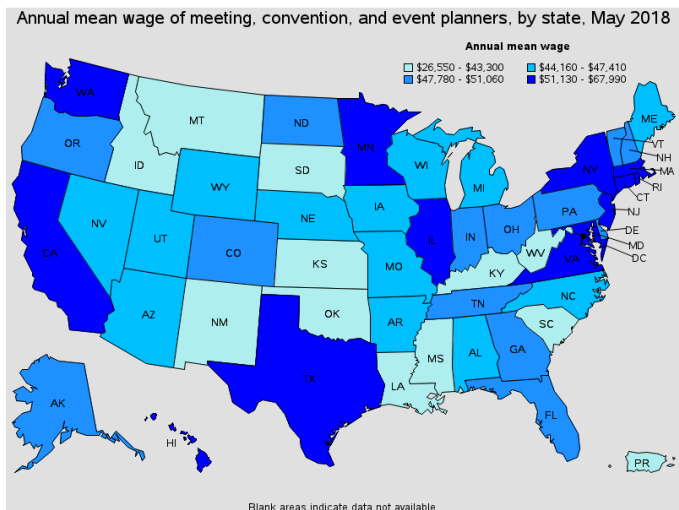 Annual mean wage of meeting, convention, and event planners, by state, May 2018
Annual mean wage
$26,550 - $43,300
$44,160 - $47,410
$47,780 - $51,060
$51,130 - $67,990
WA
MT
ND
MN
ME
OR
ID
SD
WI
MI
NY
VT
NH
MA
RI
CT
WY
IA
NE
PA
NJ
NV
UT
CO
IL
IN
OH
DE
MD
DC
CA
KS
MO
WV
VA
KY
AZ
NM
OK
AR
TN
NC
SC
TX
LA
MS
AL
GA
AK
HI
FL
PR
Blank areas indicate data not available